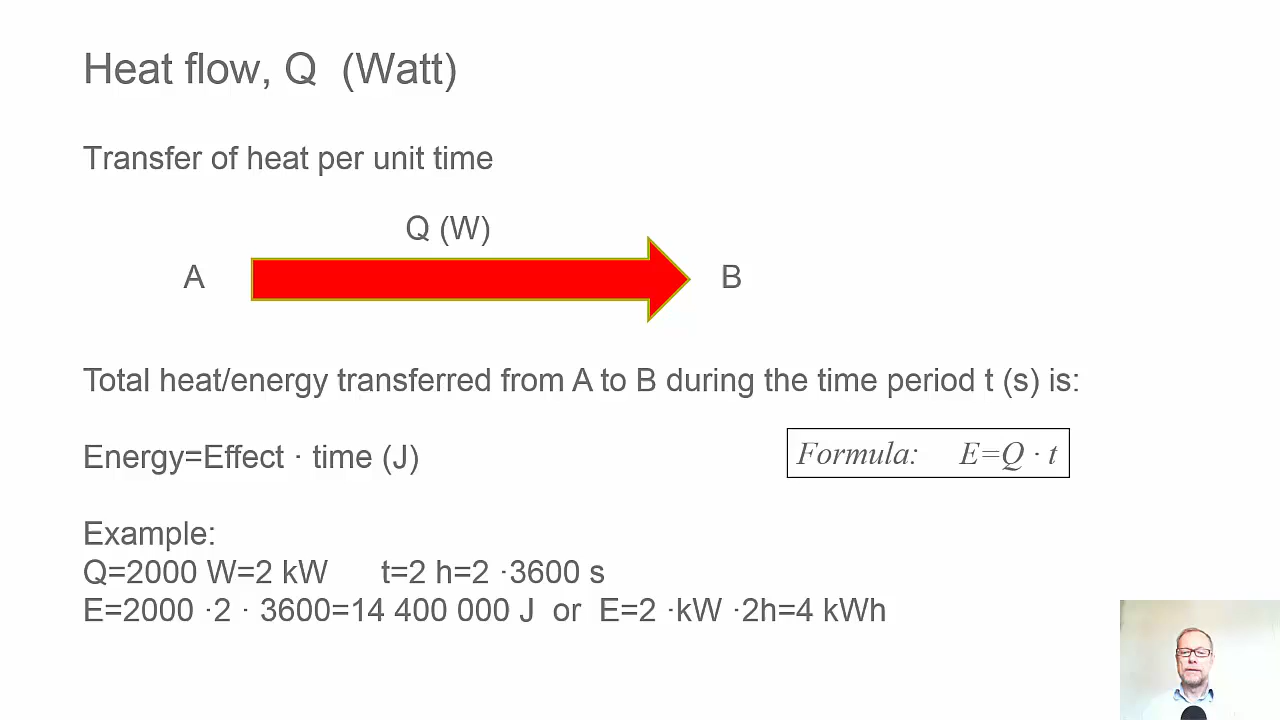 Heat flow, Q (Watt)
Transfer of heat per unit time
Q (W)
A
B
Total heat/energy transferred from A to B during the time period t (s) is:
Energy=Effect · time (J)
Formula: E=Q · t
Example:
Q=2000 W=2 kW t=2 h=2 ·3600 s
E=2000 ·2 · 3600=14 400 000 J or E=2 ·kW ·2h=4 kWh